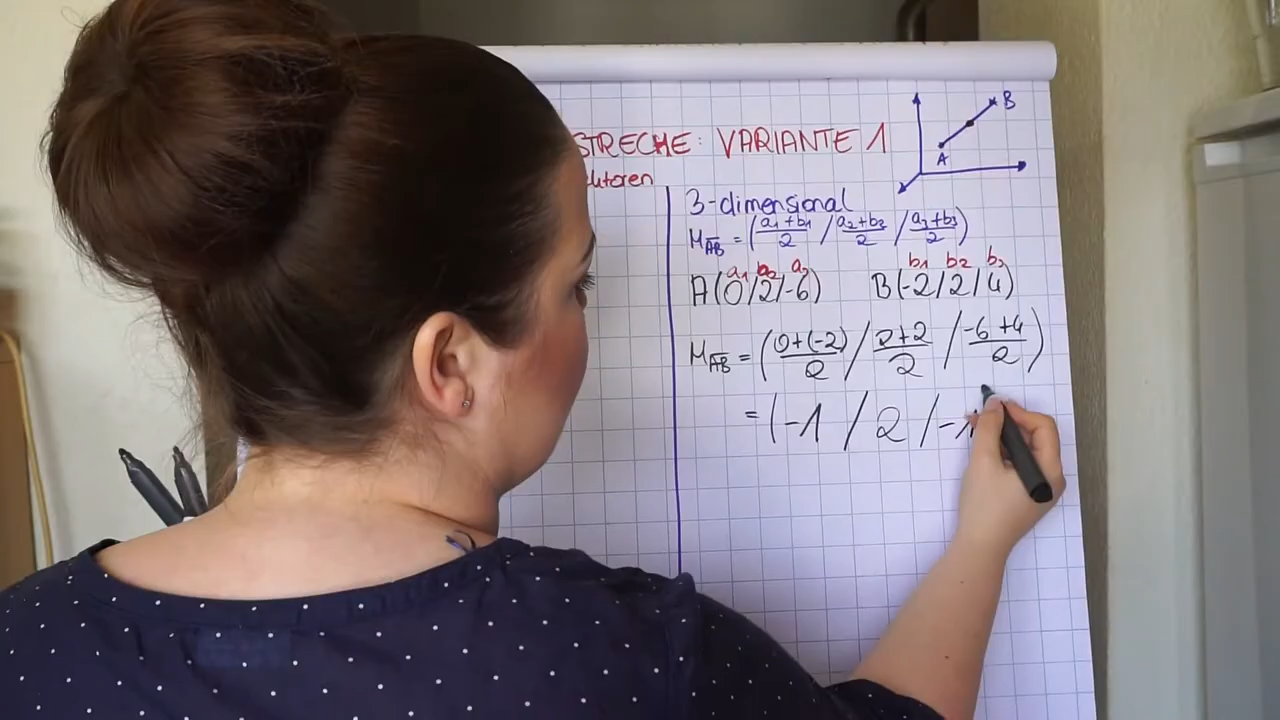 STRECKE: VARIANTE 1
B
A
3-dimensional
M_AB = (a₁+b₁/2 / a₂+b₂/2 / a₃+b₃/2)
a₁ a₂ a₃ b₁ b₂ b₃
A(0/2/-6) B(-2/2/4)
M_AB = (0+(-2)/2 / 2+2/2 / -6+4/2)
= (-1 / 2 / -1